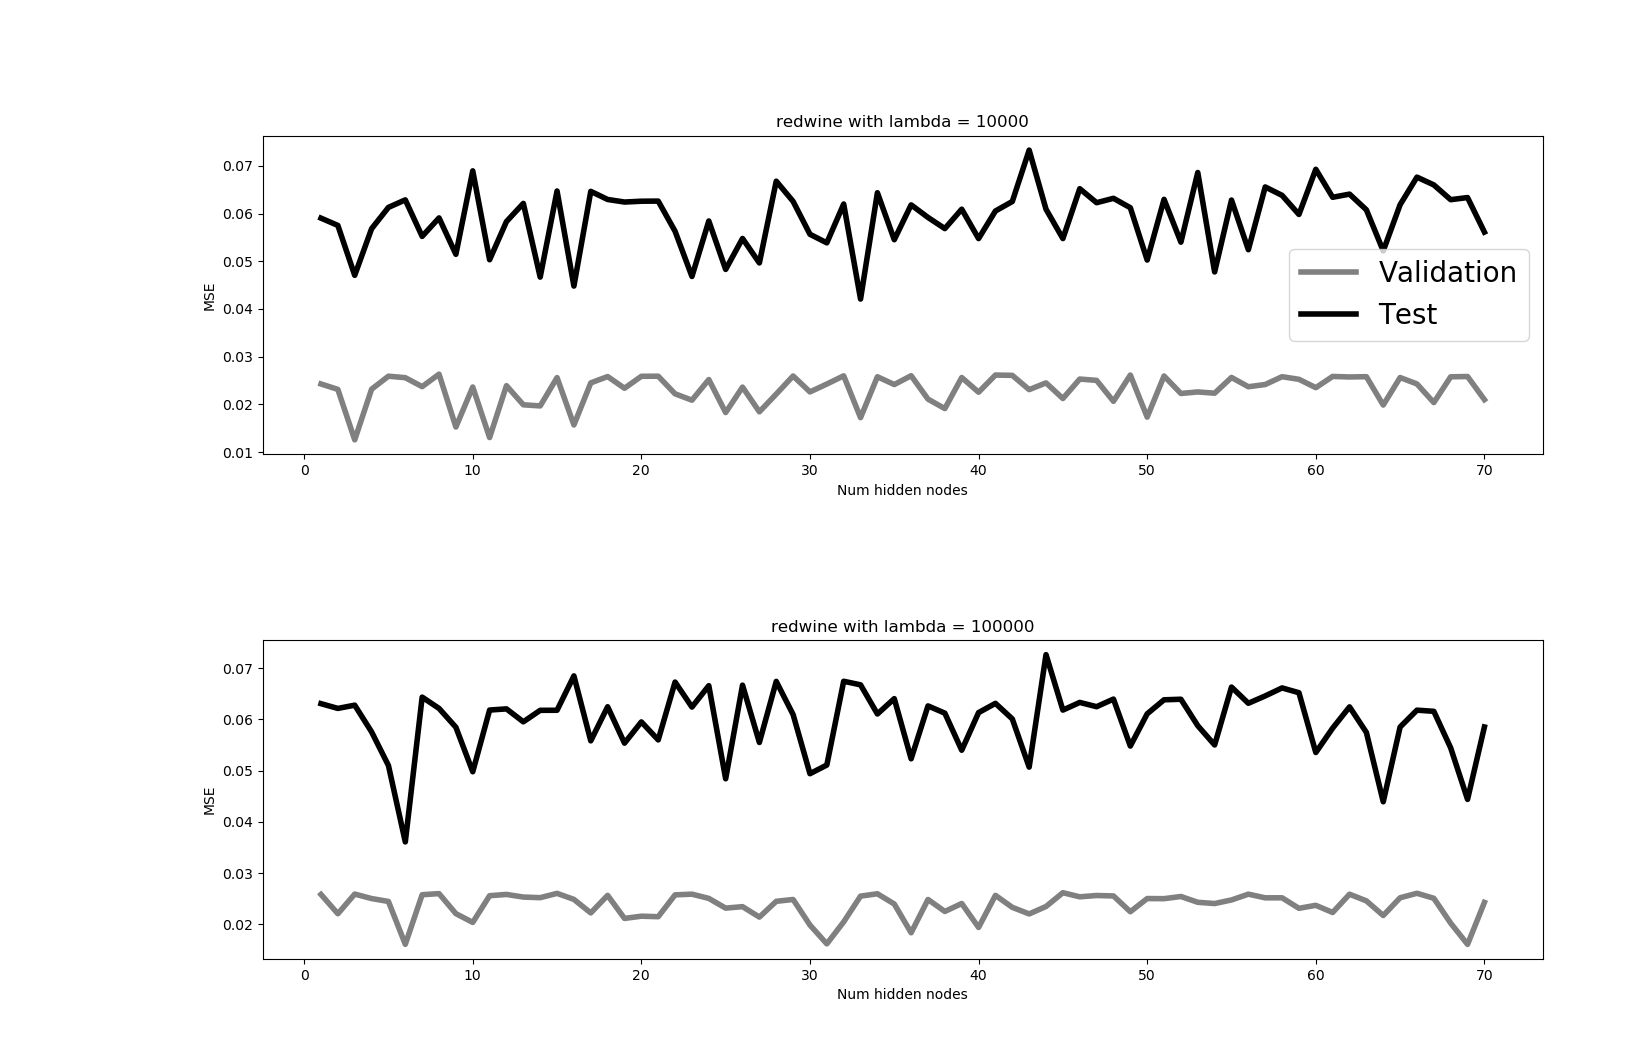 redwine with lambda = 10000
0.07
0.06
0.05
0.04
0.03
0.02
0.01
MSE
Validation
Test
0 10 20 30 40 50 60 70
Num hidden nodes
redwine with lambda = 100000
0.07
0.06
0.05
0.04
0.03
0.02
MSE
0 10 20 30 40 50 60 70
Num hidden nodes